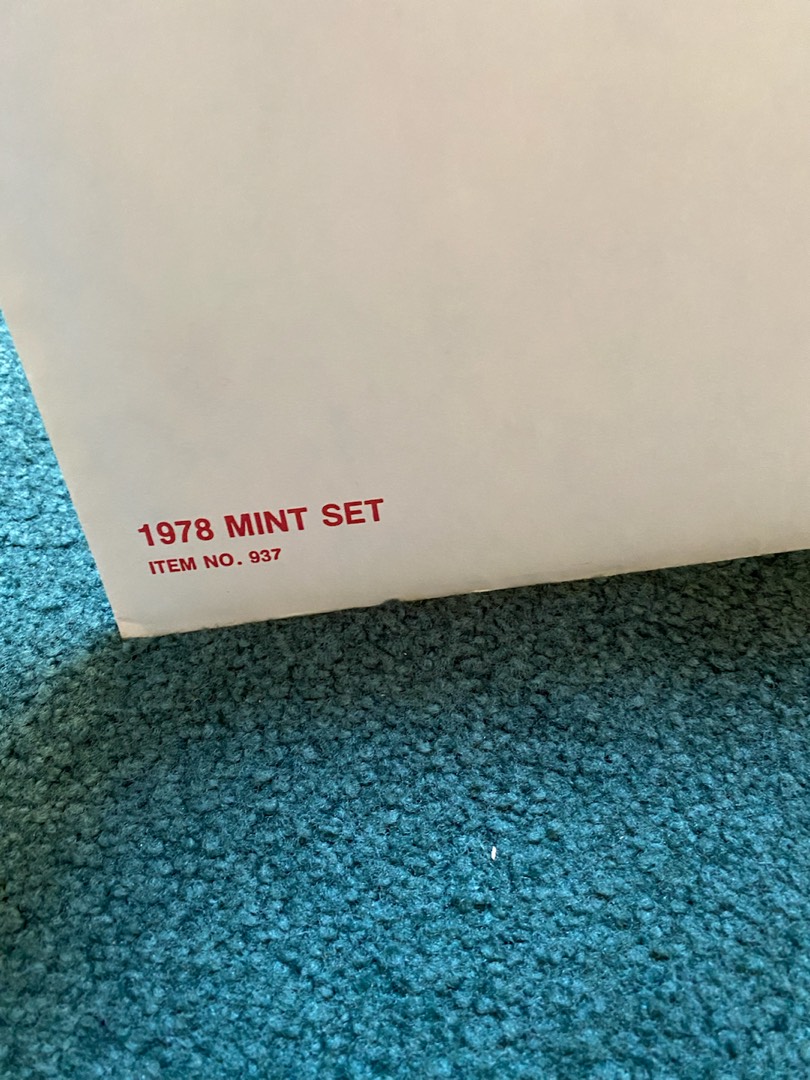 1978 MINT SET
ITEM NO. 937